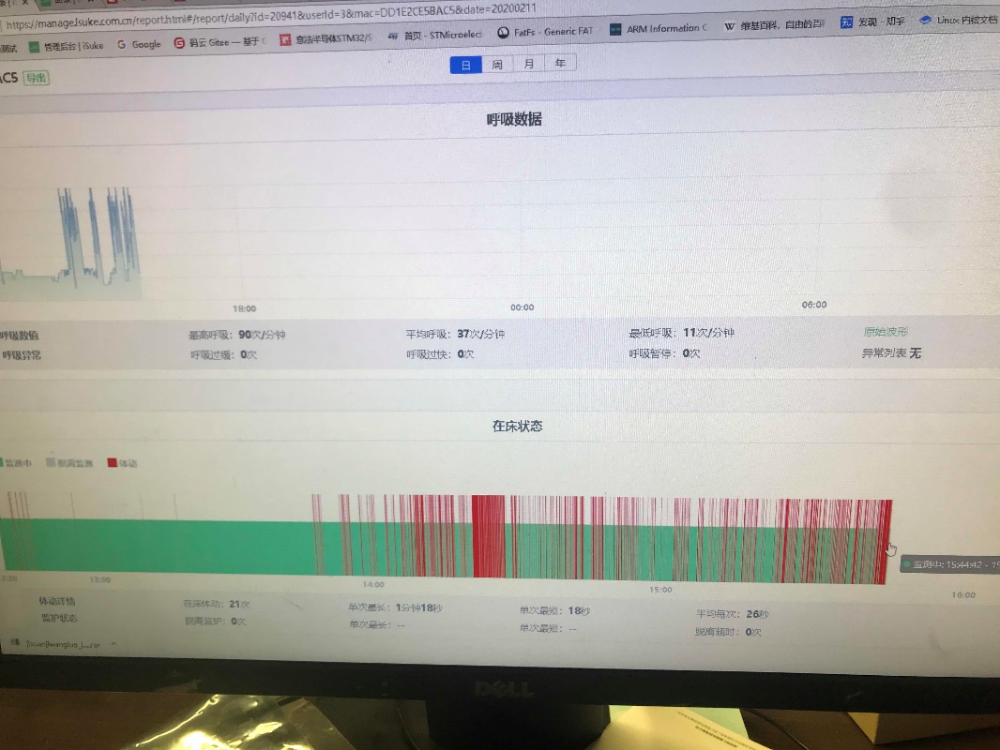 https://manage.isuke.com.cn/report.html#/report/daily?id=20941&userId=3&mac=DD1E2CE5BAC5&date=20200211
测试 管理后台 | iSuke Google 码云 Gitee — 基于 意法半导体STM32/S 首页 - STMicroelec FatFs - Generic FAT ARM Information C 维基百科，自由的百 发现 - 知乎 Linux 内核文档
AC5 导出
日 周 月 年
呼吸数据
18:00 00:00 06:00
呼吸数值 最高呼吸：90次/分钟 平均呼吸：37次/分钟 最低呼吸：11次/分钟 原始波形
呼吸异常 呼吸过缓：0次 呼吸过快：0次 呼吸暂停：0次 异常列表 无
在床状态
监测中 脱离监测 体动
监测中：15:44:42 - 15
13:00 14:00 15:00 16:00
体动详情 在床体动：21次 单次最长：1分钟18秒 单次最短：18秒 平均每次：26秒
监护状态 脱离监护：0次 单次最长：-- 单次最短：-- 脱离超时：0次
DELL